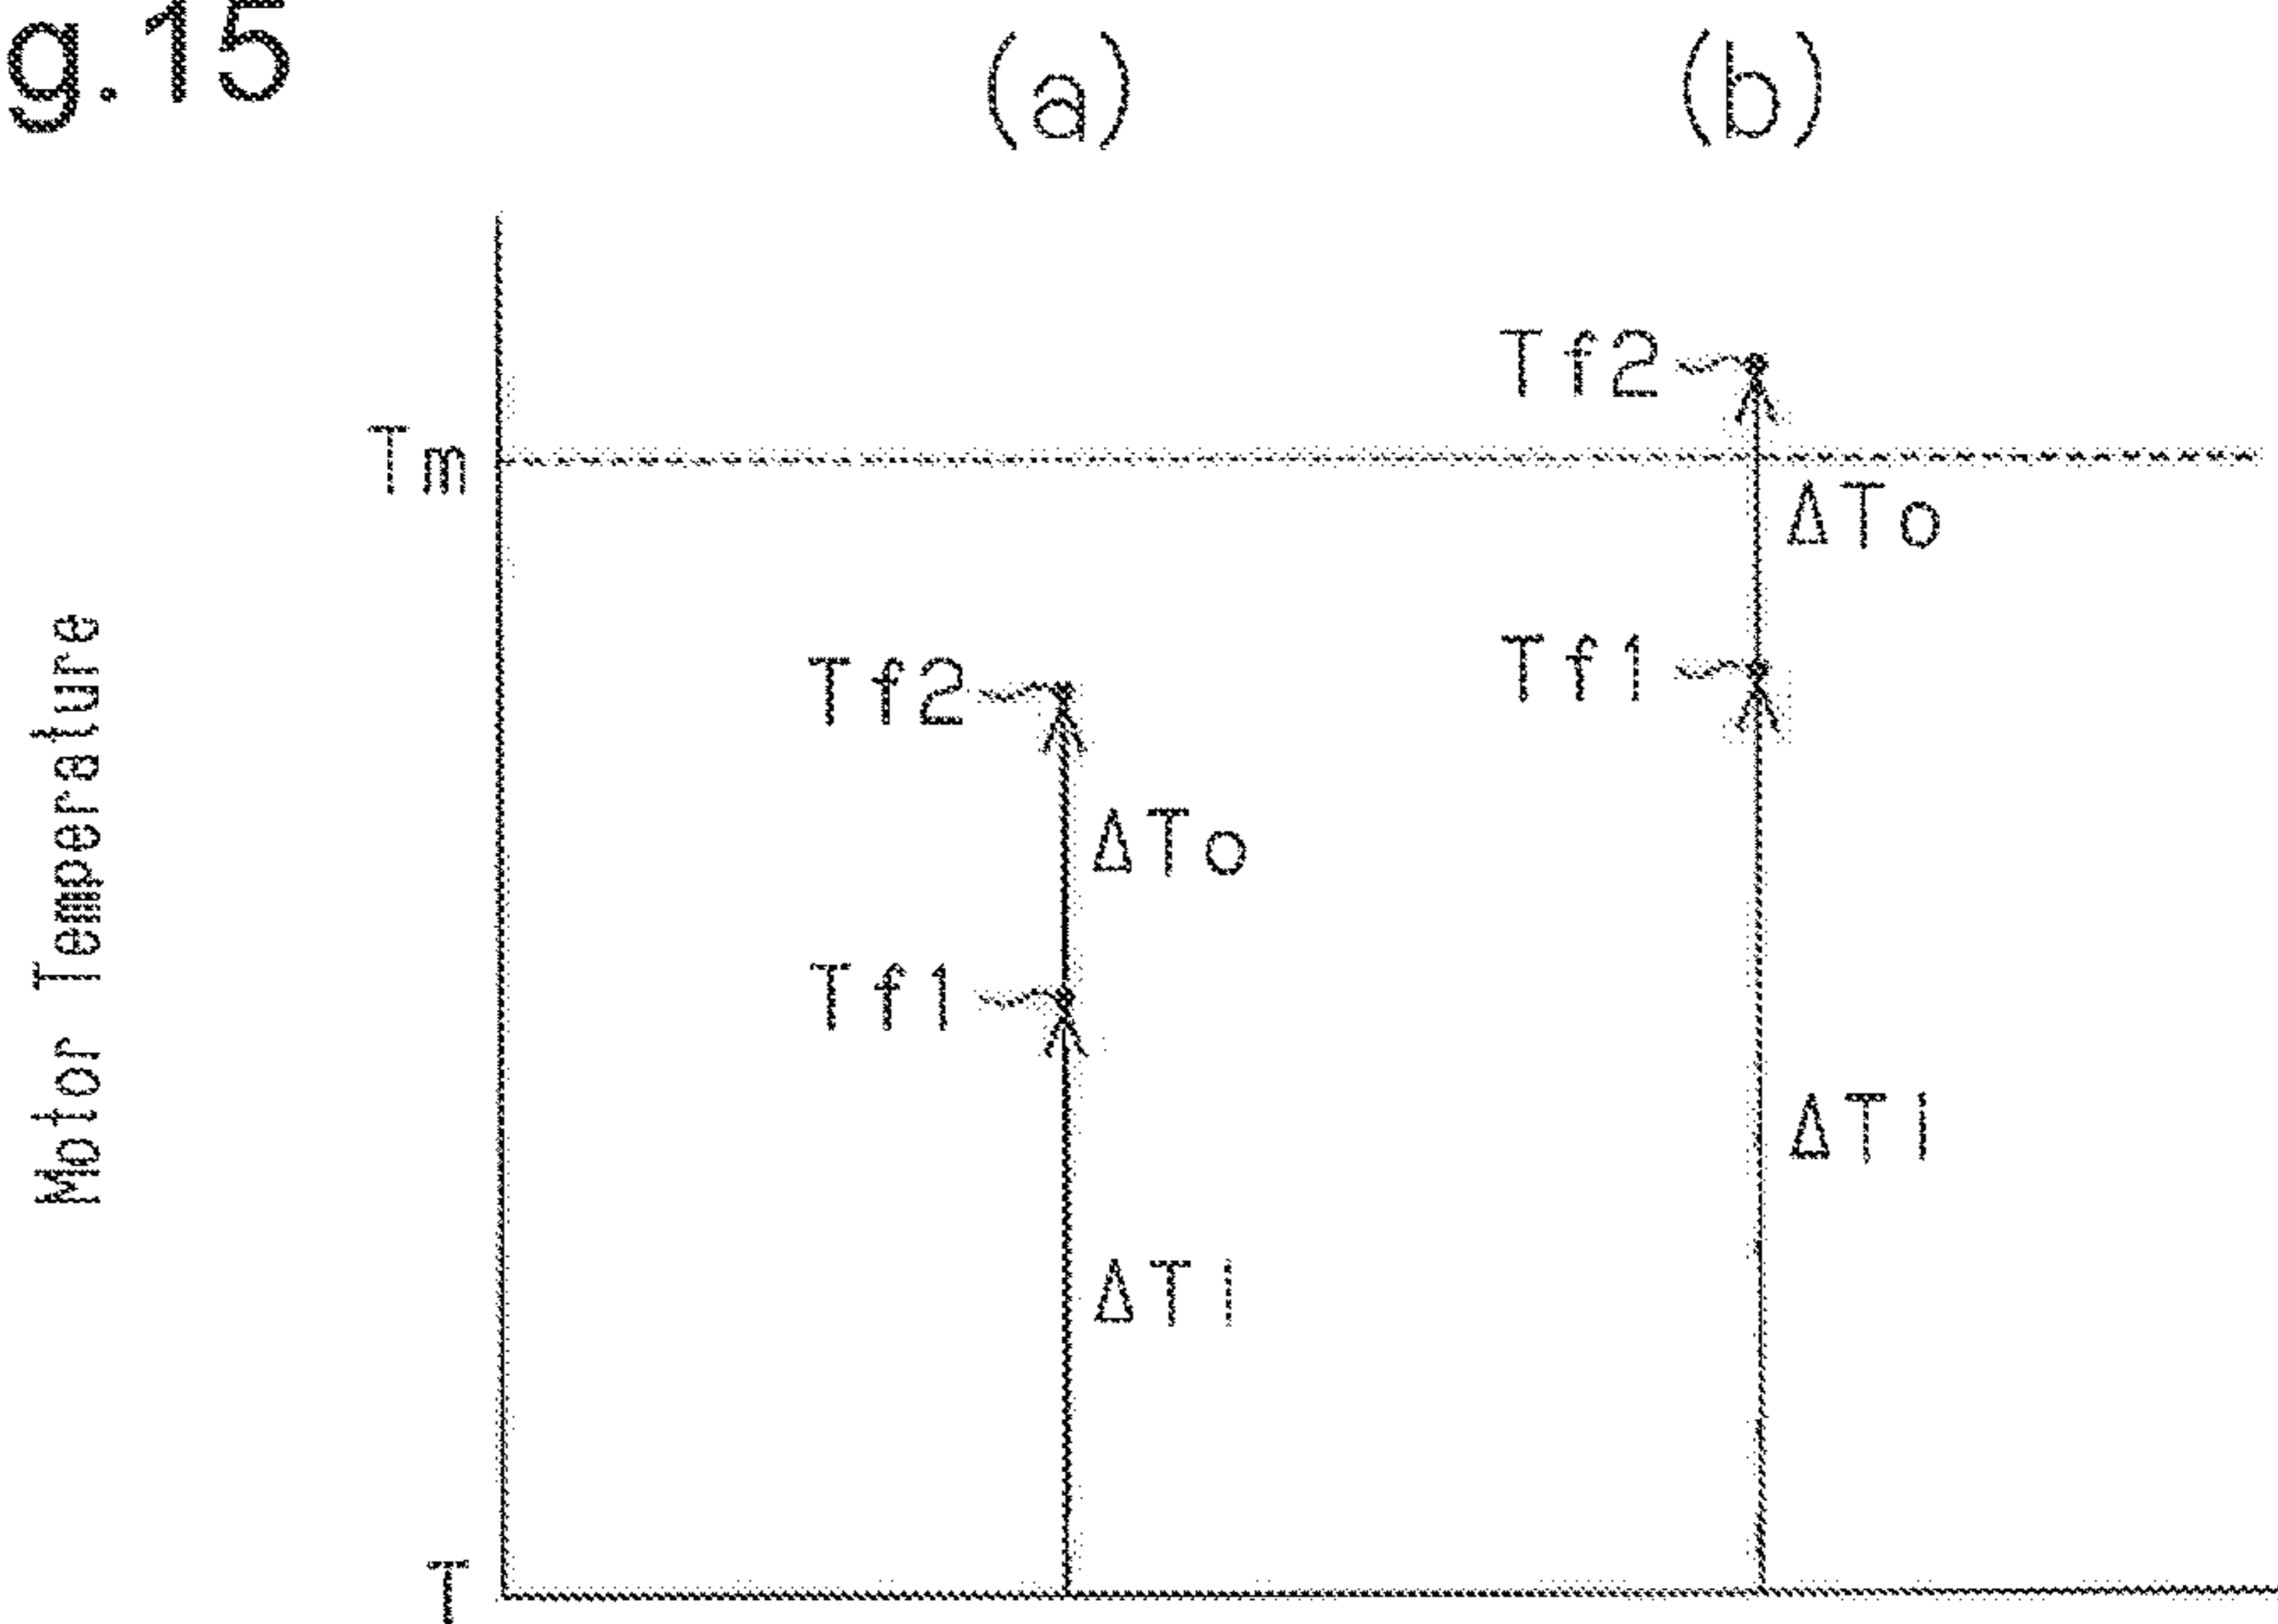 g.15
(a)
(b)
Tf2
Tm
ΔTo
Tf1
Tf2
ΔTo
Tf1
Motor Temperature
ΔTI
ΔTI
T